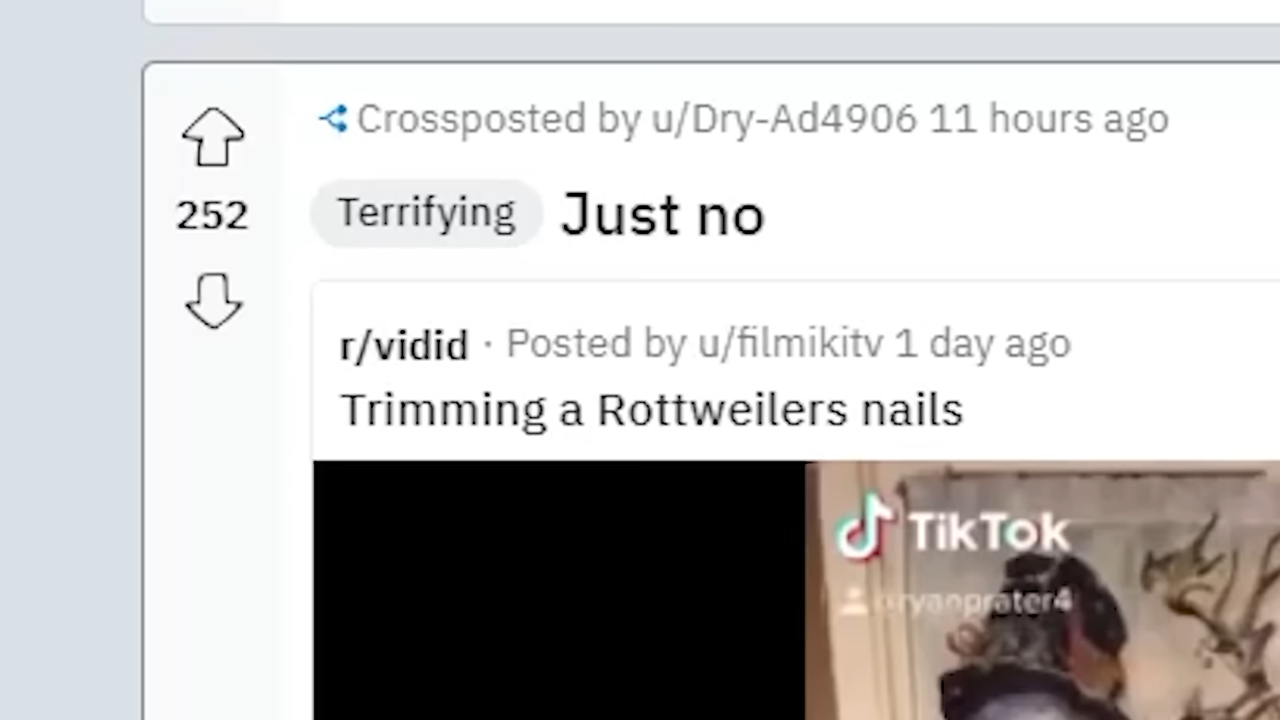 Crossposted by u/Dry-Ad4906 11 hours ago
252
Terrifying Just no
r/vidid · Posted by u/filmikitv 1 day ago
Trimming a Rottweilers nails
TikTok